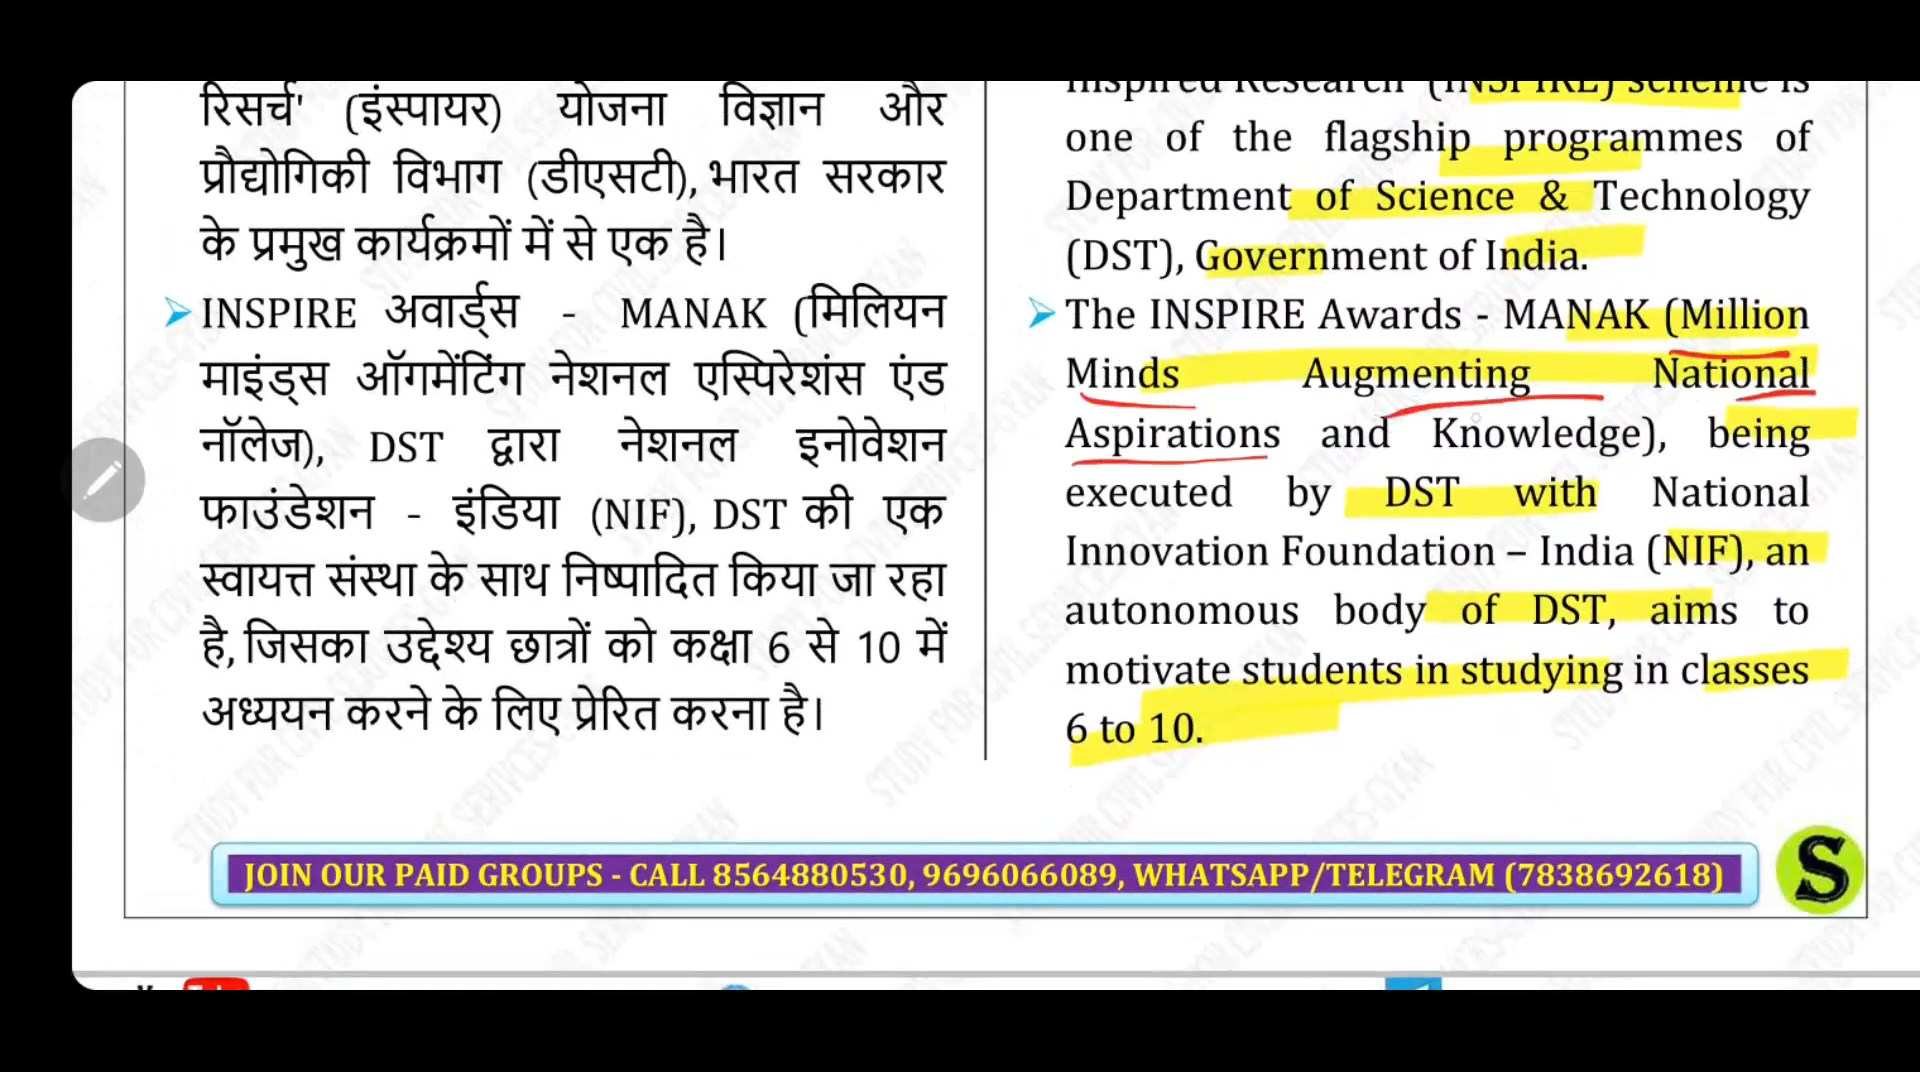 रिसर्च' (इंस्पायर) योजना विज्ञान और
प्रौद्योगिकी विभाग (डीएसटी), भारत सरकार
के प्रमुख कार्यक्रमों में से एक है।
INSPIRE अवार्ड्स - MANAK (मिलियन
माइंड्स ऑगमेंटिंग नेशनल एस्पिरेशंस एंड
नॉलेज), DST द्वारा नेशनल इनोवेशन
फाउंडेशन - इंडिया (NIF), DST की एक
स्वायत्त संस्था के साथ निष्पादित किया जा रहा
है, जिसका उद्देश्य छात्रों को कक्षा 6 से 10 में
अध्ययन करने के लिए प्रेरित करना है।
Inspired Research (INSPIRE) scheme is
one of the flagship programmes of
Department of Science & Technology
(DST), Government of India.
The INSPIRE Awards - MANAK (Million
Minds Augmenting National
Aspirations and Knowledge), being
executed by DST with National
Innovation Foundation – India (NIF), an
autonomous body of DST, aims to
motivate students in studying in classes
6 to 10.
JOIN OUR PAID GROUPS - CALL 8564880530, 9696066089, WHATSAPP/TELEGRAM (7838692618)
S